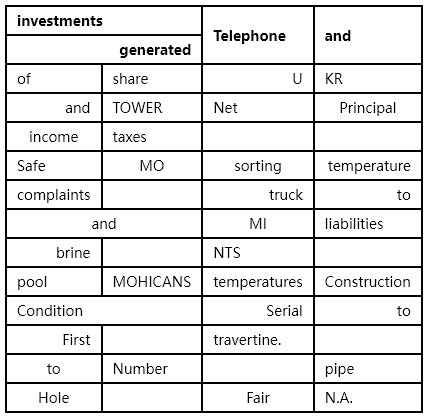 investments Telephone and
generated
of share U KR
and TOWER Net Principal
income taxes
Safe MO sorting temperature
complaints truck to
and MI liabilities
brine NTS
pool MOHICANS temperatures Construction
Condition Serial to
First travertine.
to Number pipe
Hole Fair N.A.